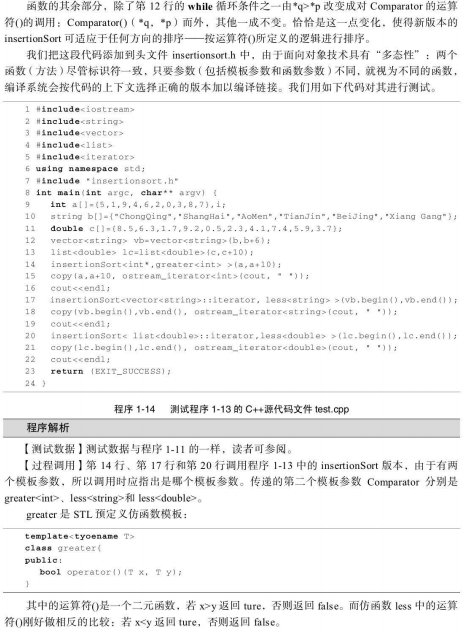 函数的其余部分，除了第 12 行的 while 循环条件之一由*q>*p 改变成对 Comparator 的运算
符()的调用：Comparator()（*q，*p）而外，其他一成不变。恰恰是这一点变化，使得新版本的
insertionSort 可适应于任何方向的排序——按运算符()所定义的逻辑进行排序。
我们把这段代码添加到头文件 insertionsort.h 中，由于面向对象技术具有“多态性”：两个
函数（方法）尽管标识符一致，只要参数（包括模板参数和函数参数）不同，就视为不同的函数，
编译系统会按代码的上下文选择正确的版本加以编译链接。我们用如下代码对其进行测试。
1 #include<iostream>
2 #include<string>
3 #include<vector>
4 #include<list>
5 #include<iterator>
6 using namespace std;
7 #include "insertionsort.h"
8 int main(int argc, char** argv) {
9 int a[]={5,1,9,4,6,2,0,3,8,7},i;
10 string b[]={"ChongQing","ShangHai","AoMen","TianJin","BeiJing","Xiang Gang"};
11 double c[]={8.5,6.3,1.7,9.2,0.5,2.3,4.1,7.4,5.9,3.7};
12 vector<string> vb=vector<string>(b,b+6);
13 list<double> lc=list<double>(c,c+10);
14 insertionSort<int*,greater<int> >(a,a+10);
15 copy(a,a+10, ostream_iterator<int>(cout, " "));
16 cout<<endl;
17 insertionSort<vector<string>::iterator, less<string> >(vb.begin(),vb.end());
18 copy(vb.begin(),vb.end(), ostream_iterator<string>(cout, " "));
19 cout<<endl;
20 insertionSort< list<double>::iterator,less<double> >(lc.begin(),lc.end());
21 copy(lc.begin(),lc.end(), ostream_iterator<double>(cout, " "));
22 cout<<endl;
23 return (EXIT_SUCCESS);
24 }
程序 1-14 测试程序 1-13 的 C++源代码文件 test.cpp
程序解析
【测试数据】测试数据与程序 1-11 的一样，读者可参阅。
【过程调用】第 14 行、第 17 行和第 20 行调用程序 1-13 中的 insertionSort 版本，由于有两
个模板参数，所以调用时应指出是哪个模板参数。传递的第二个模板参数 Comparator 分别是
greater<int>、less<string>和 less<double>。
greater 是 STL 预定义仿函数模板：
template<tyoename T>
class greater{
public:
bool operator()(T x, T y);
}
其中的运算符()是一个二元函数，若 x>y 返回 ture，否则返回 false。而仿函数 less 中的运算
符()刚好做相反的比较：若 x<y 返回 ture，否则返回 false。